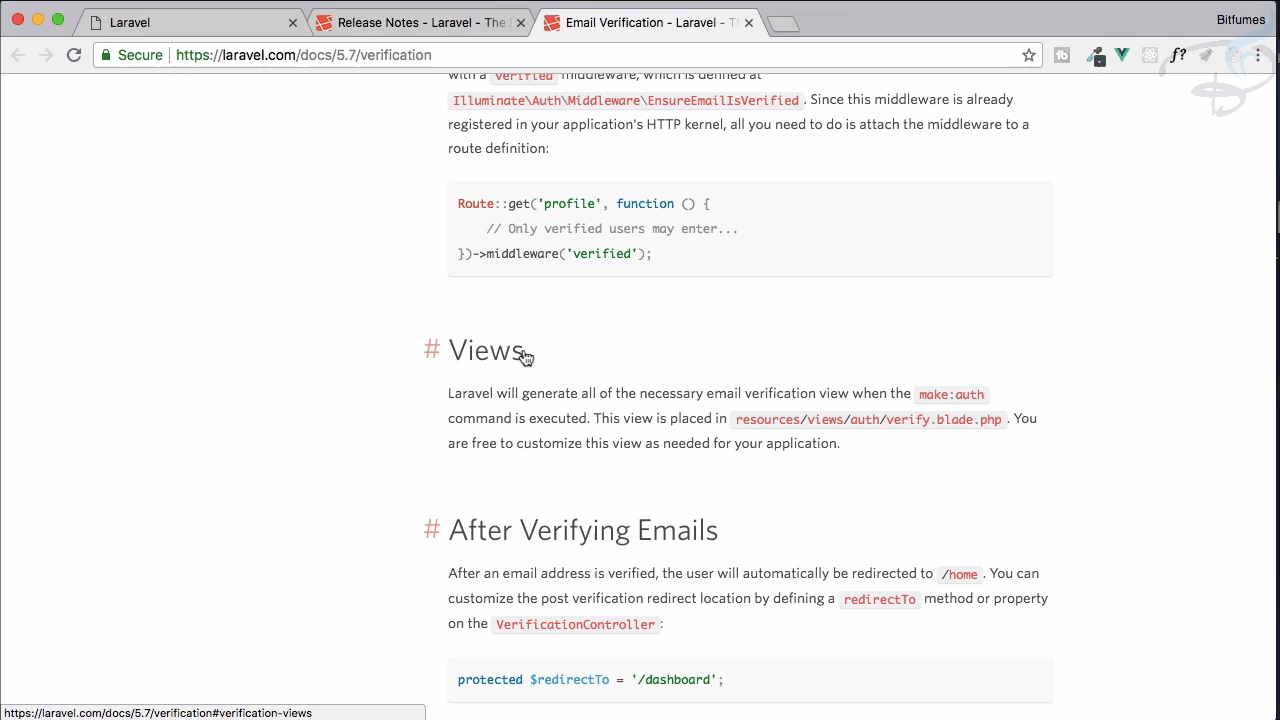 Laravel
Release Notes - Laravel - The
Email Verification - Laravel - T
Bitfumes
Secure
https://laravel.com/docs/5.7/verification
with a verified middleware, which is defined at
Illuminate\Auth\Middleware\EnsureEmailIsVerified. Since this middleware is already
registered in your application's HTTP kernel, all you need to do is attach the middleware to a
route definition:
Route::get('profile', function () {
// Only verified users may enter...
})->middleware('verified');
# Views
Laravel will generate all of the necessary email verification view when the make:auth
command is executed. This view is placed in resources/views/auth/verify.blade.php. You
are free to customize this view as needed for your application.
# After Verifying Emails
After an email address is verified, the user will automatically be redirected to /home. You can
customize the post verification redirect location by defining a redirectTo method or property
on the VerificationController:
protected $redirectTo = '/dashboard';
https://laravel.com/docs/5.7/verification#verification-views